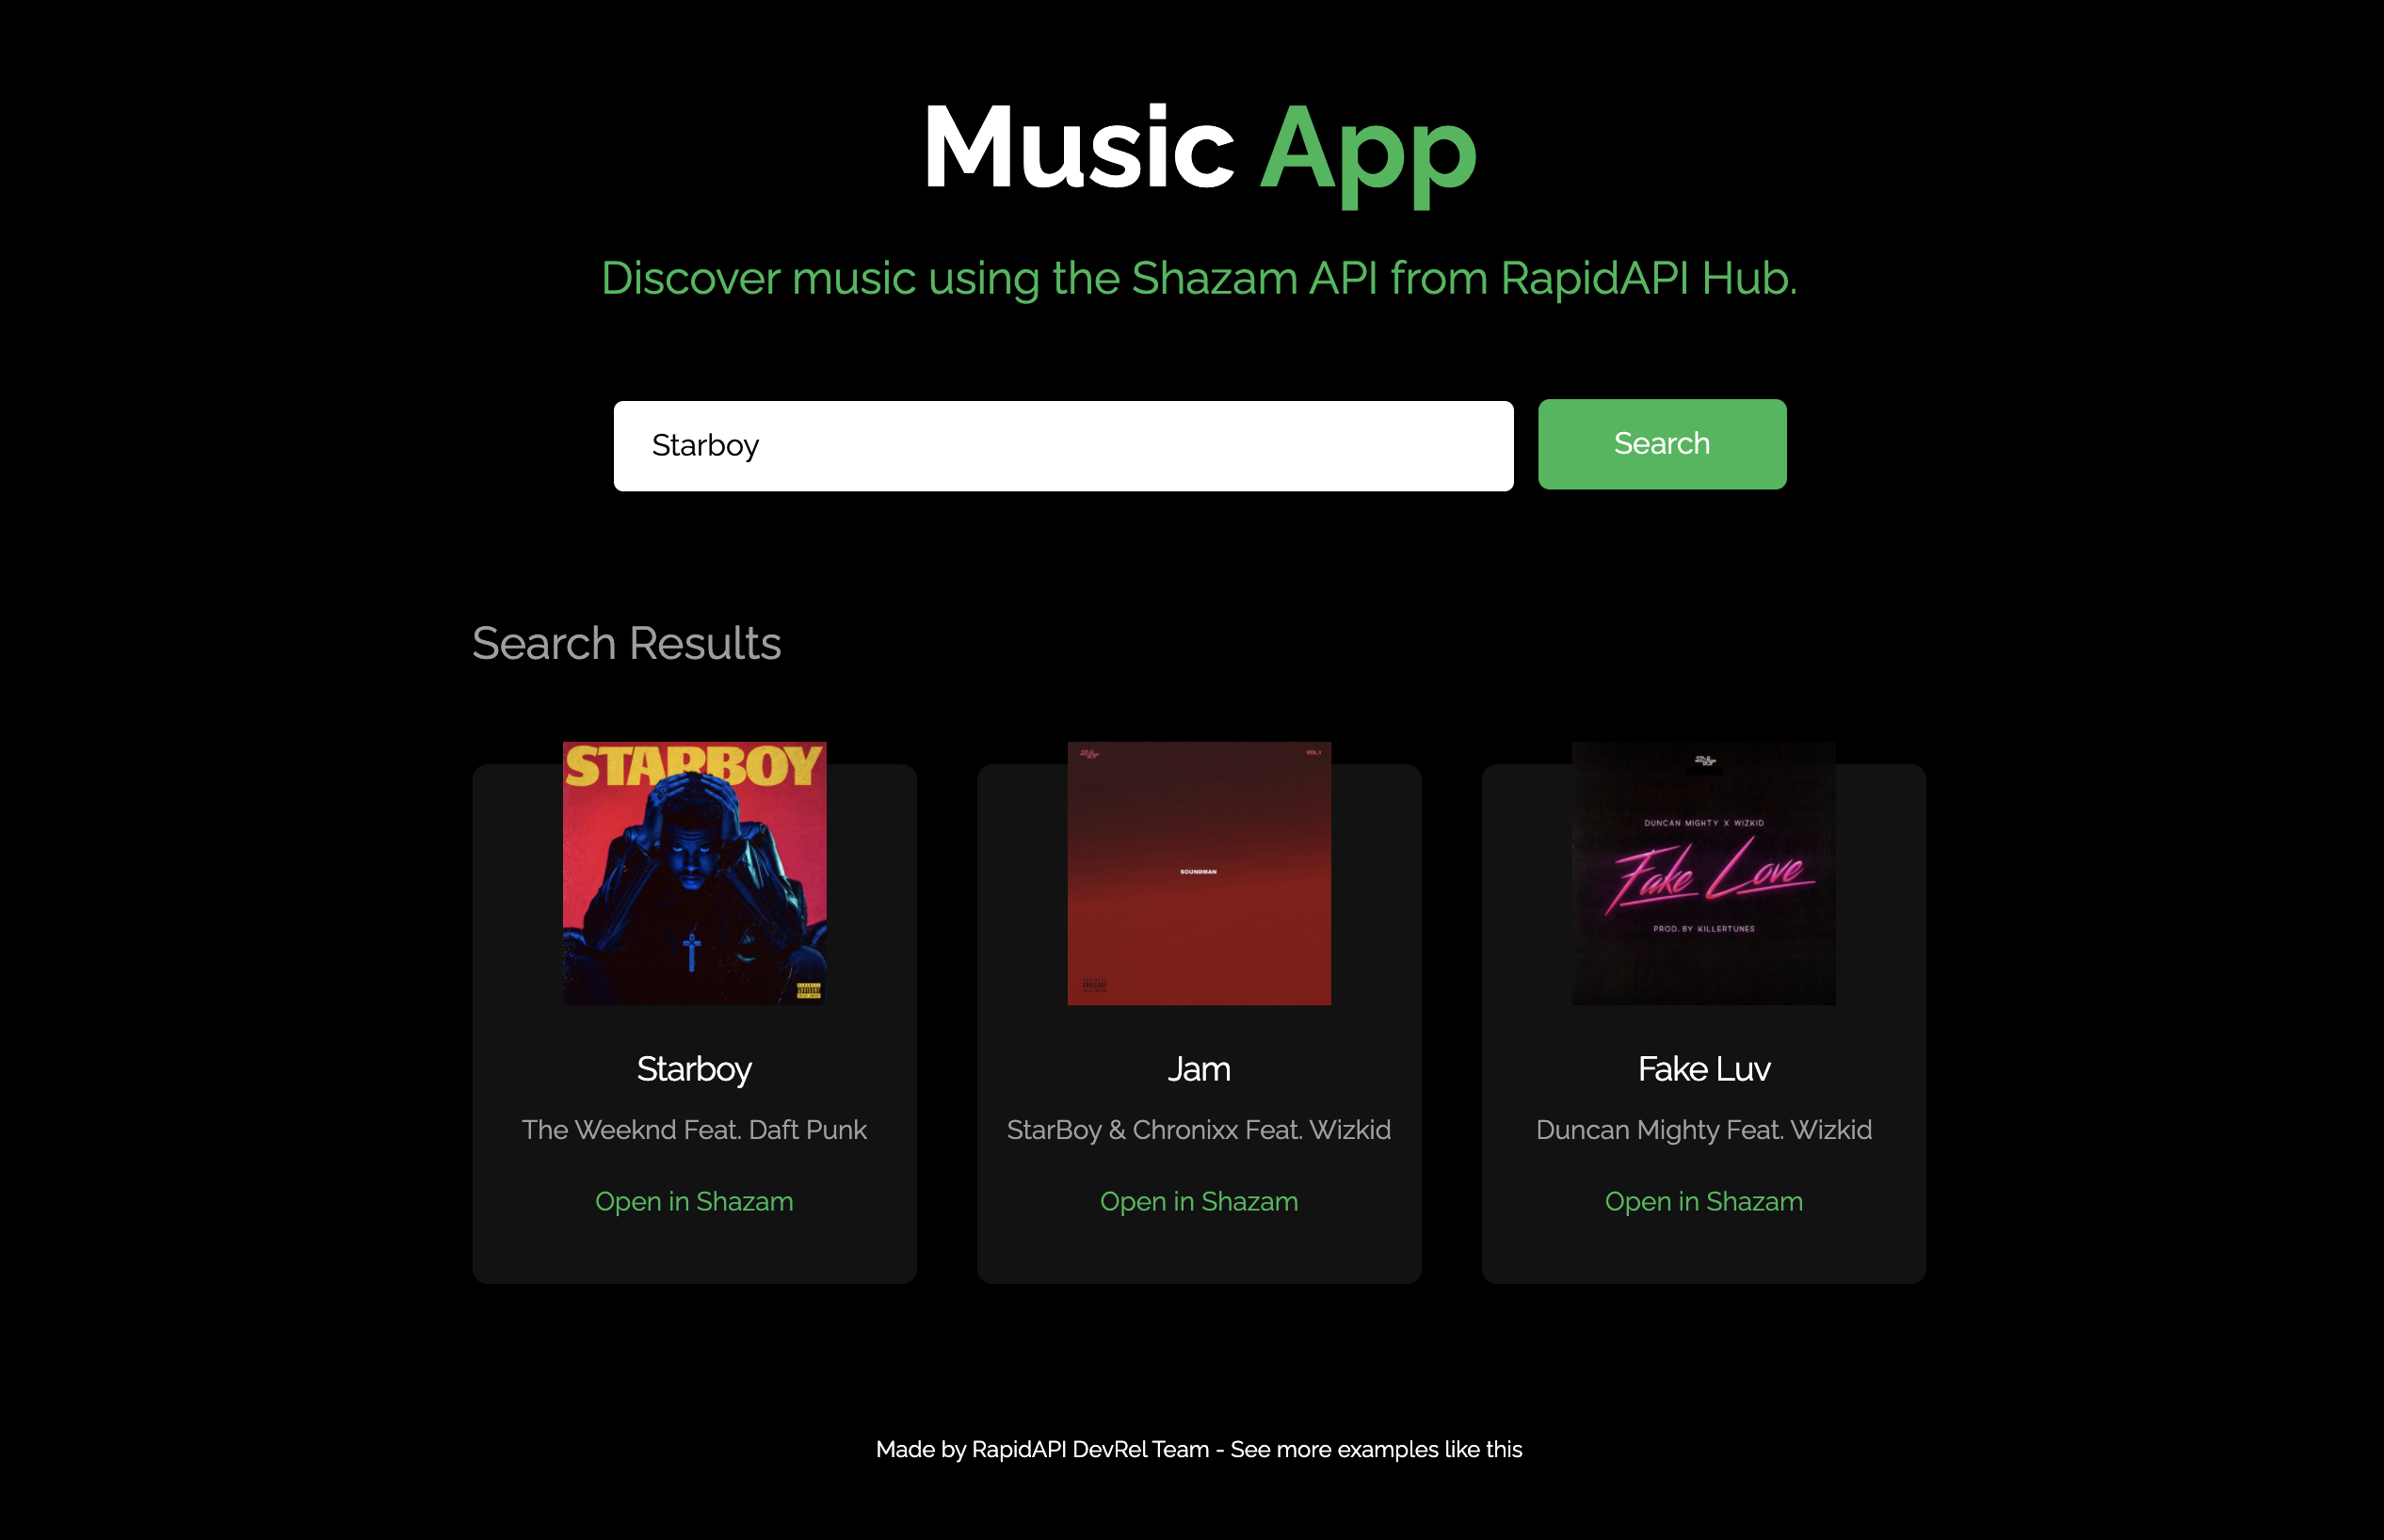 Music App
Discover music using the Shazam API from RapidAPI Hub.
Starboy
Search
Search Results
STARBOY
VOL.1
SOUNDMAN
DUNCAN MIGHTY X WIZKID
Fake Love
PROD. BY KILLERTUNES
Starboy
Jam
Fake Luv
The Weeknd Feat. Daft Punk
StarBoy & Chronixx Feat. Wizkid
Duncan Mighty Feat. Wizkid
Open in Shazam
Open in Shazam
Open in Shazam
Made by RapidAPI DevRel Team - See more examples like this